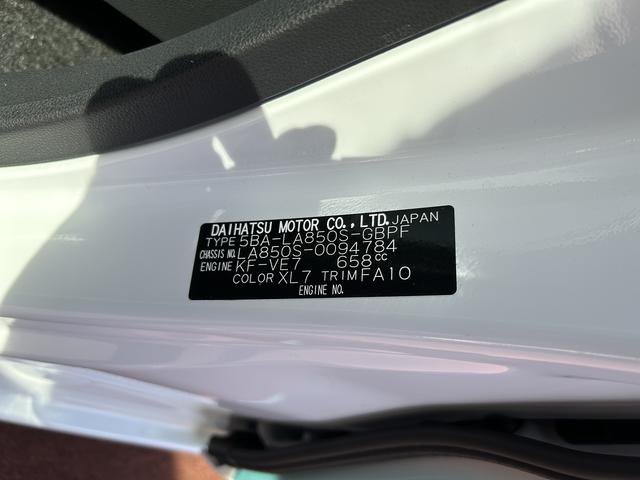 DAIHATSU MOTOR CO., LTD. JAPAN
TYPE 5BA-LA850S-GBPF
CHASSIS NO. LA850S-0094784
ENGINE KF-VE7 658cc
COLOR XL7 TRIM FA10
ENGINE NO.